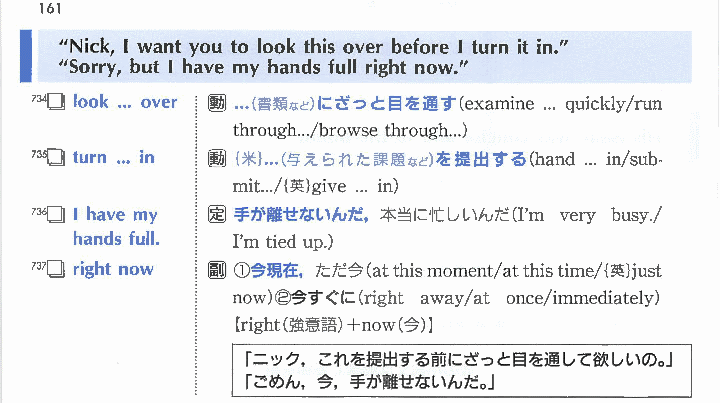 161
“Nick, I want you to look this over before I turn it in.”
“Sorry, but I have my hands full right now.”
734 look ... over 動 …(書類など)にざっと目を通す(examine ... quickly/run
through.../browse through...)
735 turn ... in 動 {米}…(与えられた課題など)を提出する(hand ... in/sub-
mit.../{英}give ... in)
736 I have my 定 手が離せないんだ，本当に忙しいんだ(I'm very busy./
hands full. I'm tied up.)
737 right now 副 ①今現在，ただ今(at this moment/at this time/{英}just
now)②今すぐに(right away/at once/immediately)
【right(強意語)＋now(今)】
「ニック，これを提出する前にざっと目を通して欲しいの。」
「ごめん，今，手が離せないんだ。」